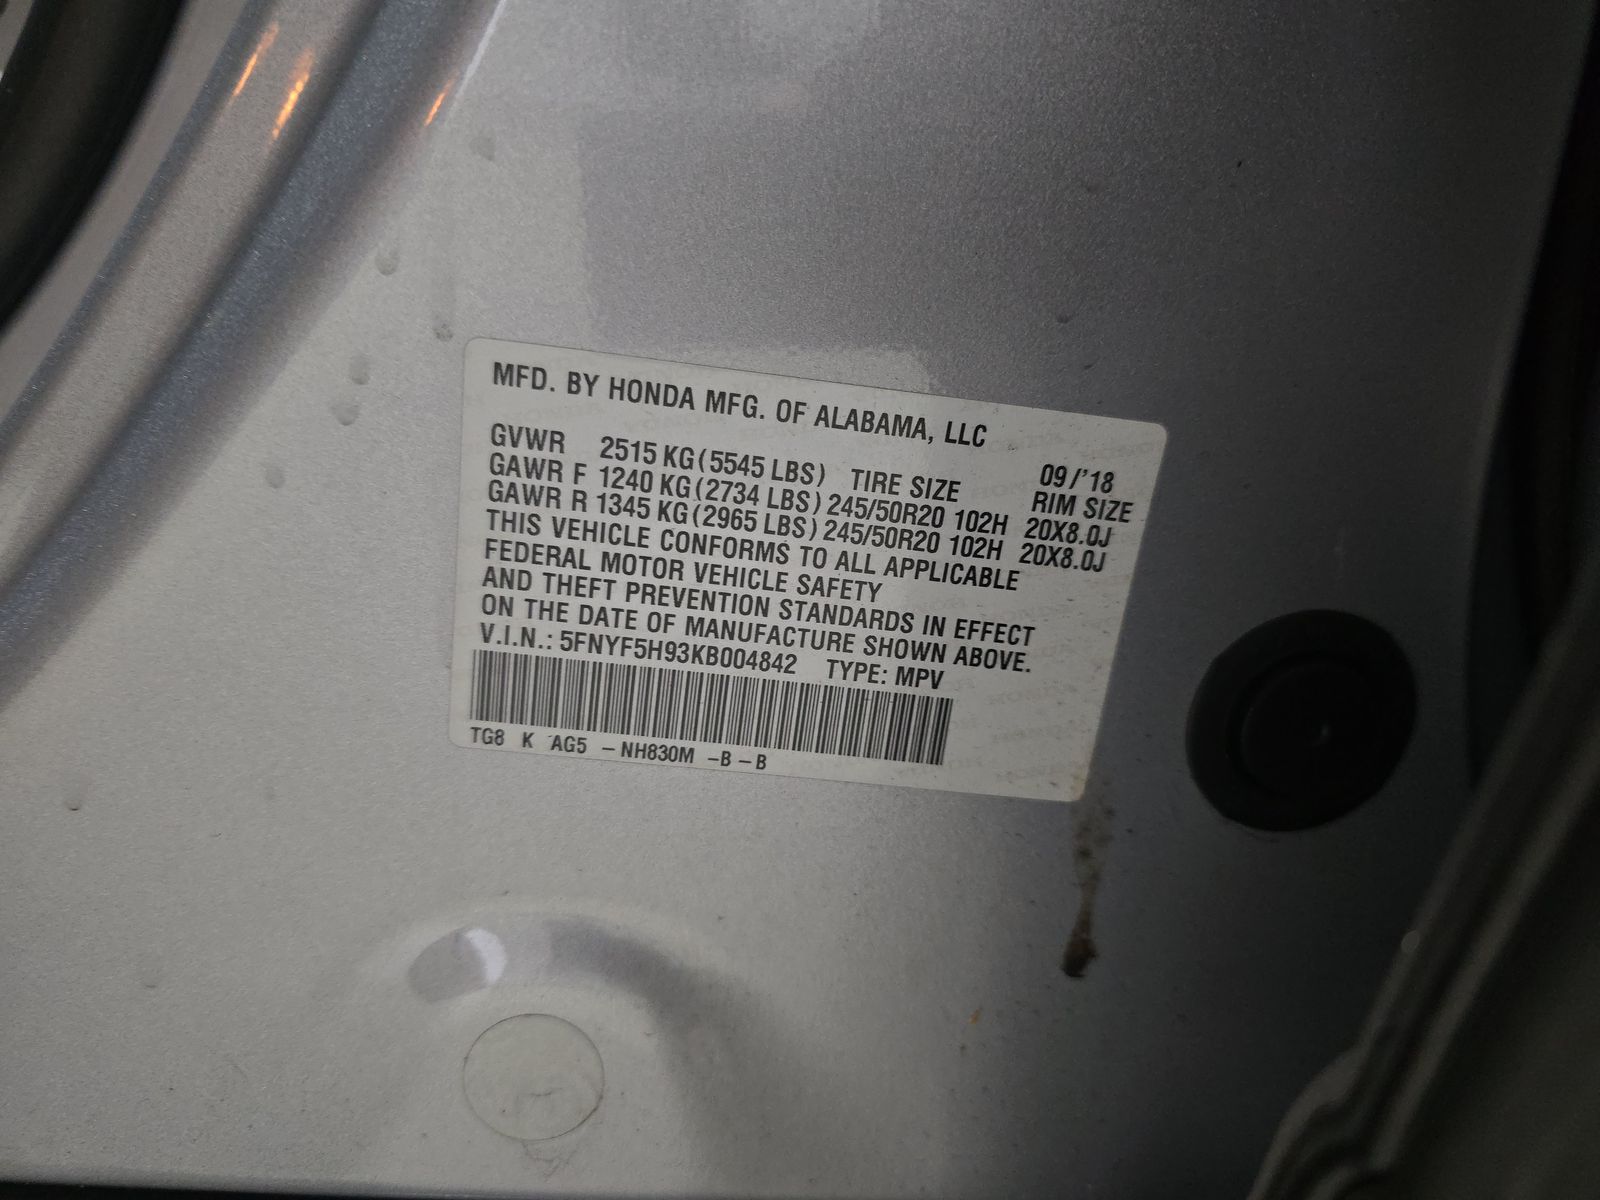 MFD. BY HONDA MFG. OF ALABAMA, LLC
09/'18
GVWR 2515 KG(5545 LBS) TIRE SIZE RIM SIZE
GAWR F 1240 KG(2734 LBS) 245/50R20 102H 20X8.0J
GAWR R 1345 KG(2965 LBS) 245/50R20 102H 20X8.0J
THIS VEHICLE CONFORMS TO ALL APPLICABLE
FEDERAL MOTOR VEHICLE SAFETY
AND THEFT PREVENTION STANDARDS IN EFFECT
ON THE DATE OF MANUFACTURE SHOWN ABOVE.
V.I.N.: 5FNYF5H93KB004842 TYPE: MPV
TG8 K AG5 -NH830M -B-B